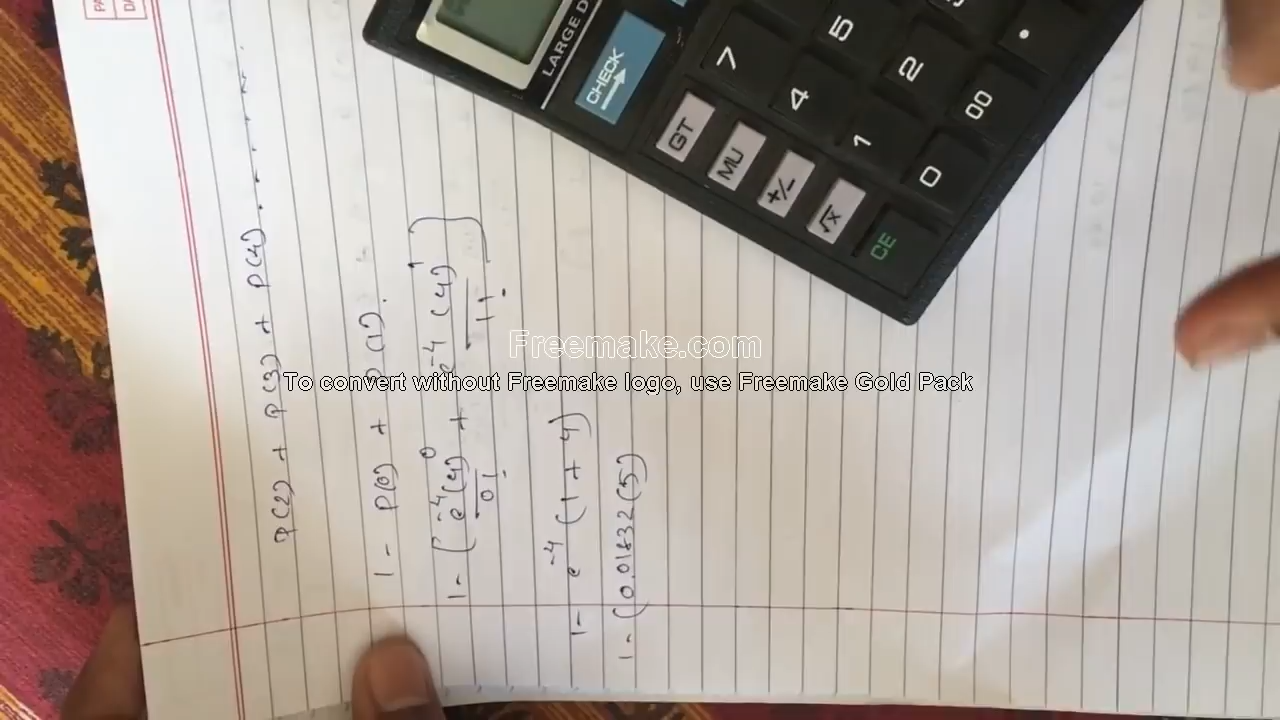 P(2) + P(3) + P(4) . . . . . . . .
1 - P(0) + P(1).
1 - [ e^-4 (4)^0 / 0! + e^-4 (4)^1 / 1! ]
1 - e^-4 (1 + 4)
1 - (0.01832(5)
LARGE D
CHECK
GT
MU
+/-
√x
CE
7
4
1
0
5
2
00
.
Freemake.com
To convert without Freemake logo, use Freemake Gold Pack